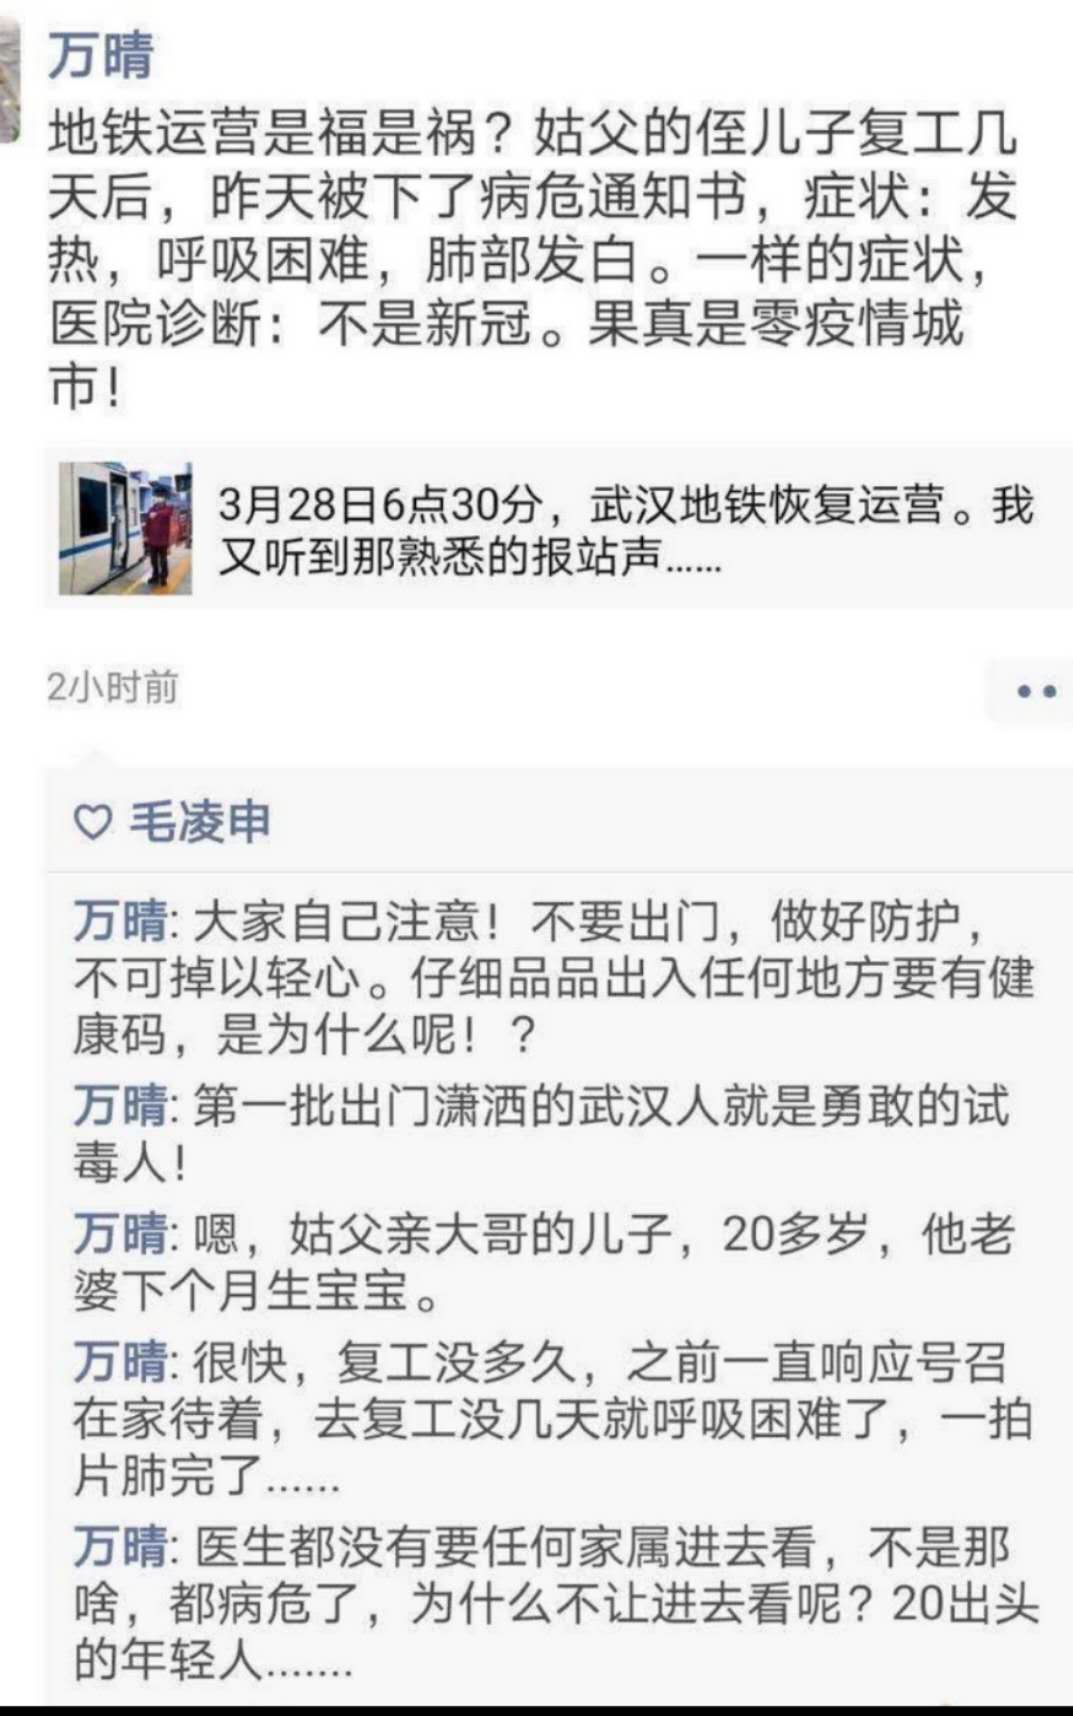 万晴
地铁运营是福是祸？姑父的侄儿子复工几
天后，昨天被下了病危通知书，症状：发
热，呼吸困难，肺部发白。一样的症状，
医院诊断：不是新冠。果真是零疫情城
市！
3月28日6点30分，武汉地铁恢复运营。我
又听到那熟悉的报站声……
2小时前
毛凌申
万晴: 大家自己注意！不要出门，做好防护，
不可掉以轻心。仔细品品出入任何地方要有健
康码，是为什么呢！？
万晴: 第一批出门潇洒的武汉人就是勇敢的试
毒人！
万晴: 嗯，姑父亲大哥的儿子，20多岁，他老
婆下个月生宝宝。
万晴: 很快，复工没多久，之前一直响应号召
在家待着，去复工没几天就呼吸困难了，一拍
片肺完了……
万晴: 医生都没有要任何家属进去看，不是那
啥，都病危了，为什么不让进去看呢？20出头
的年轻人.......